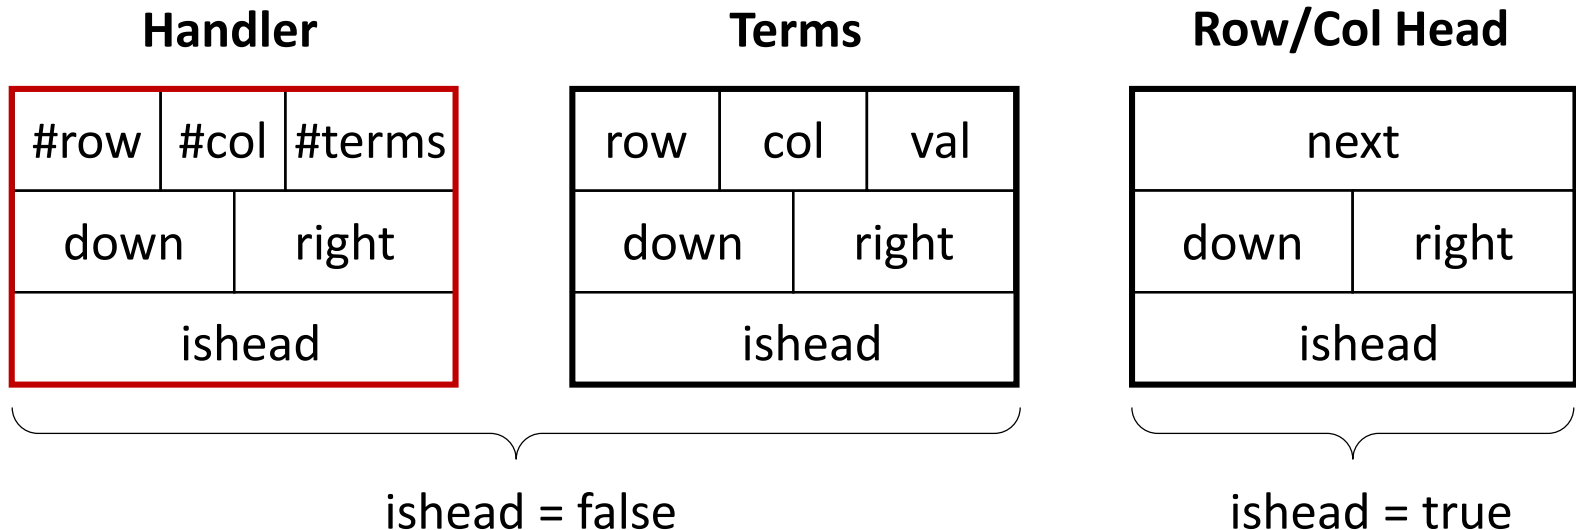 Handler Terms Row/Col Head
#row #col #terms row col val next
down right down right down right
ishead ishead ishead
ishead = false ishead = true